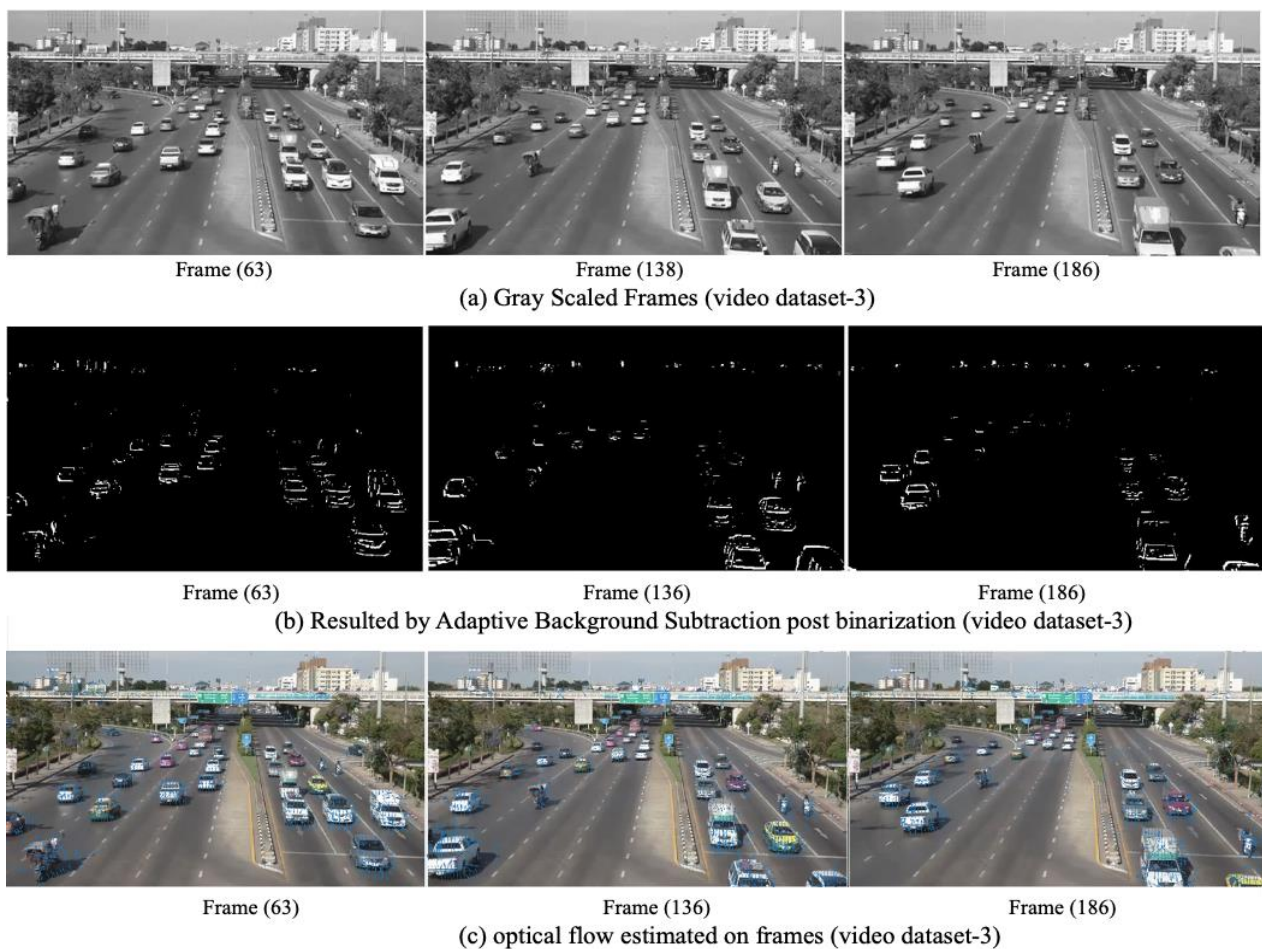 Frame (63) Frame (138) Frame (186)
(a) Gray Scaled Frames (video dataset-3)
Frame (63) Frame (136) Frame (186)
(b) Resulted by Adaptive Background Subtraction post binarization (video dataset-3)
Frame (63) Frame (136) Frame (186)
(c) optical flow estimated on frames (video dataset-3)